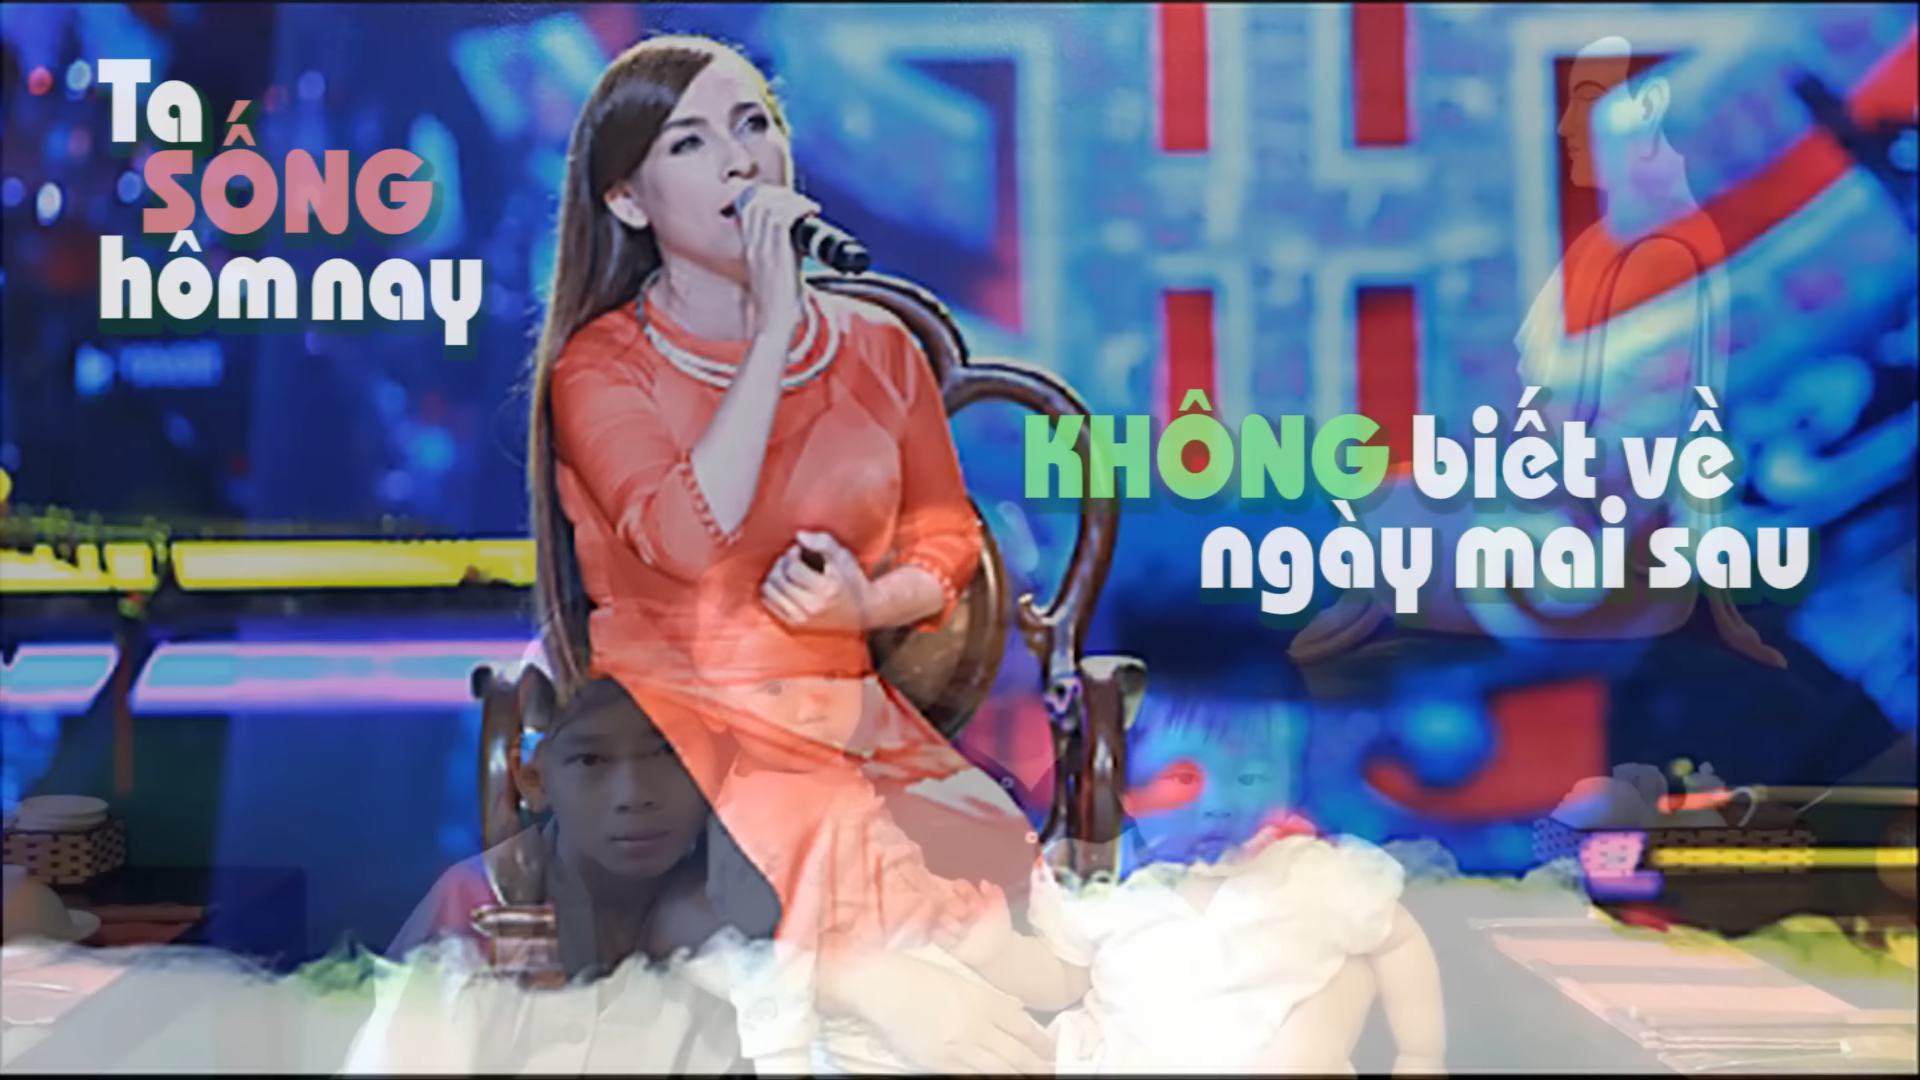 Ta
SỐNG
hôm nay
KHÔNG biết về
ngày mai sau